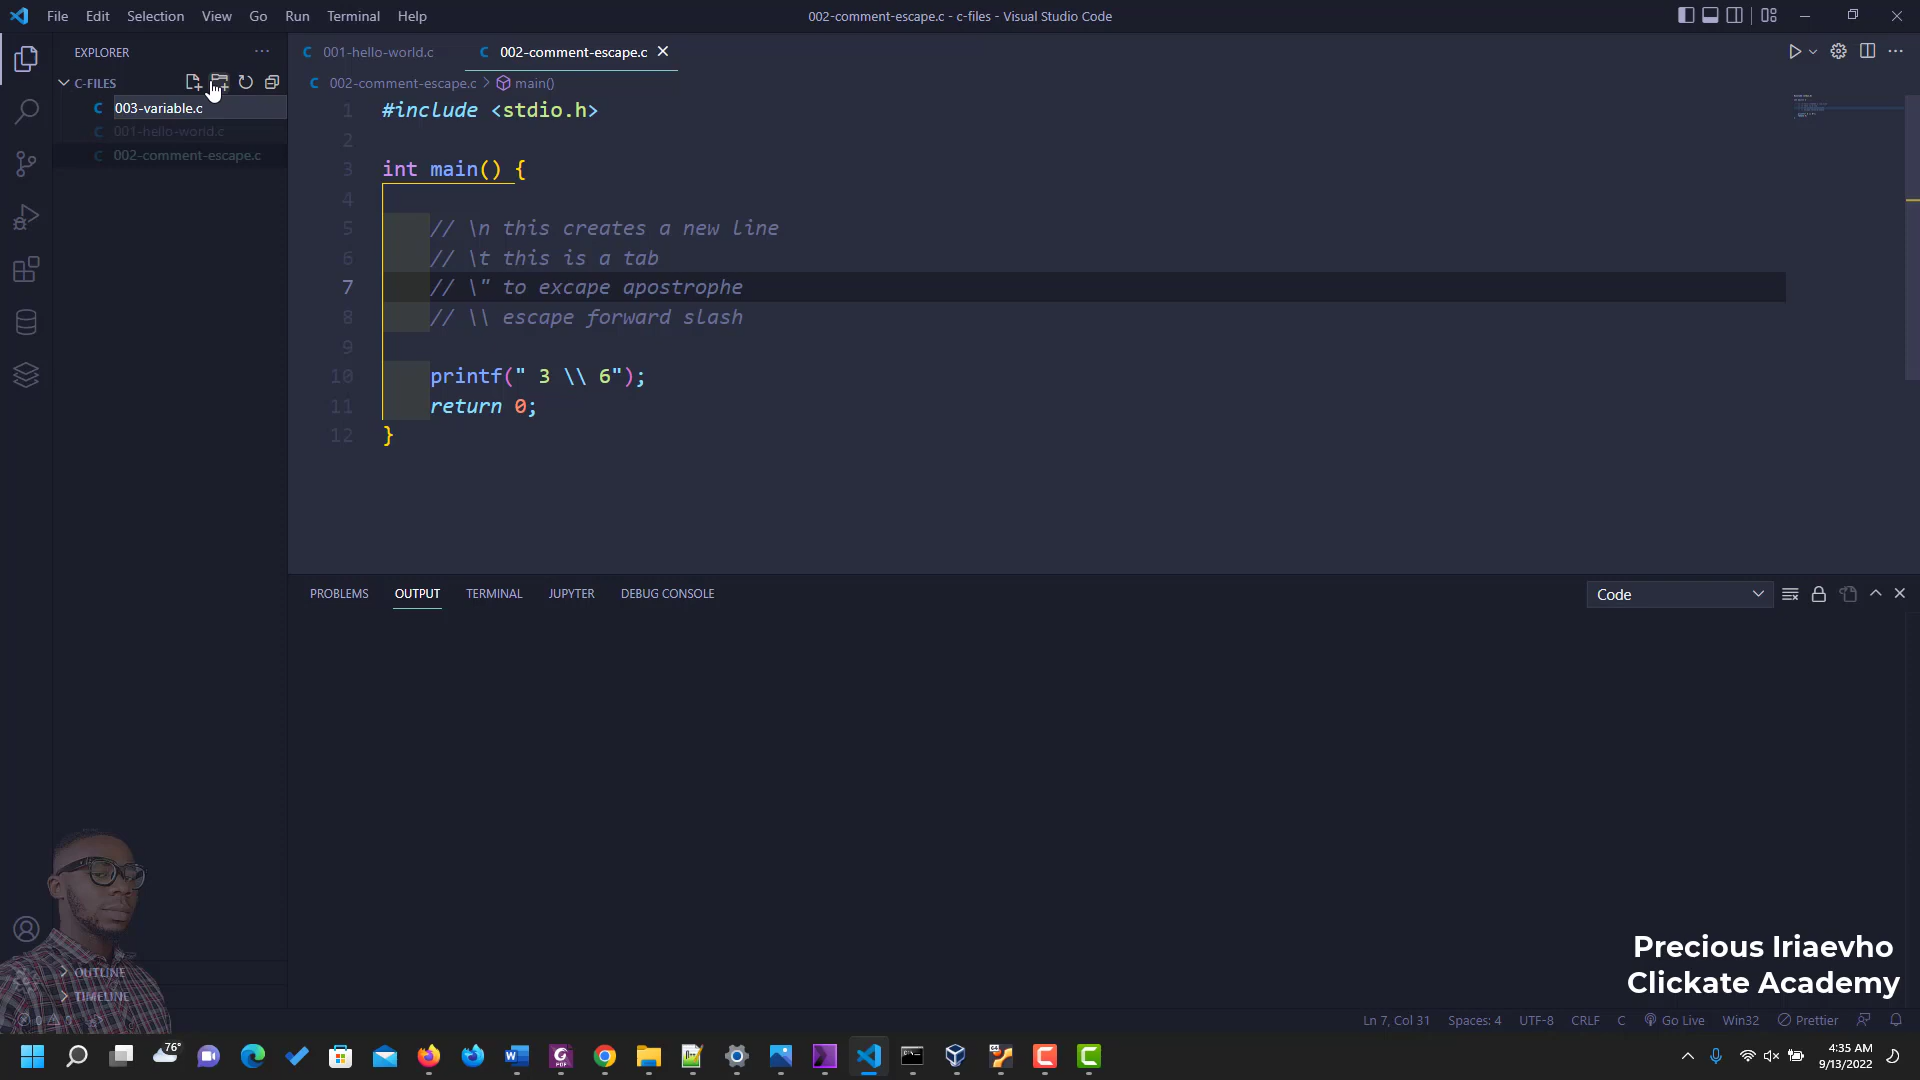 File Edit Selection View Go Run Terminal Help
002-comment-escape.c - c-files - Visual Studio Code
EXPLORER
C-FILES
003-variable.c
001-hello-world.c
002-comment-escape.c
001-hello-world.c
002-comment-escape.c
002-comment-escape.c > main()
1 #include <stdio.h>
2
3 int main() {
4
5 // \n this creates a new line
6 // \t this is a tab
7 // \" to excape apostrophe
8 // \\ escape forward slash
9
10 printf(" 3 \\ 6");
11 return 0;
12 }
PROBLEMS OUTPUT TERMINAL JUPYTER DEBUG CONSOLE
Code
OUTLINE
TIMELINE
Precious Iriaevho
Clickate Academy
Ln 7, Col 31 Spaces: 4 UTF-8 CRLF C Go Live Win32 Prettier
76°
4:35 AM
9/13/2022